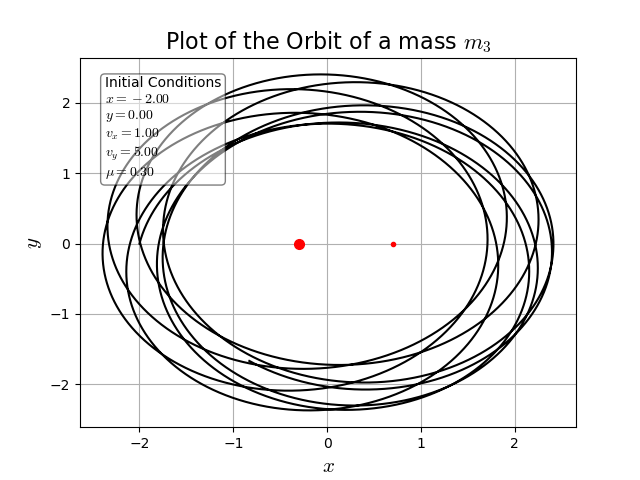 Plot of the Orbit of a mass m₃
Initial Conditions
x = −2.00
y = 0.00
vₓ = 1.00
v_y = 5.00
μ = 0.30
y
2
1
0
−1
−2
−2 −1 0 1 2
x